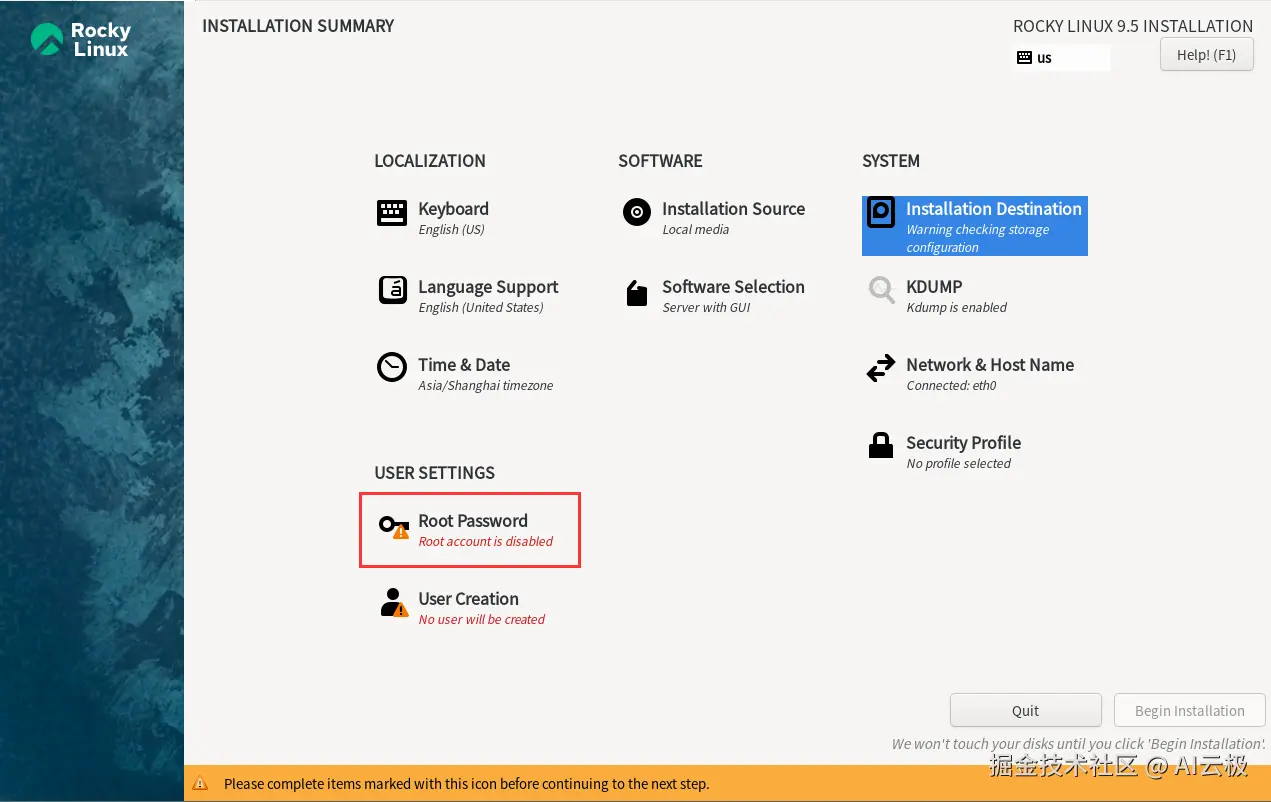 Rocky
Linux
INSTALLATION SUMMARY
ROCKY LINUX 9.5 INSTALLATION
us
Help! (F1)
LOCALIZATION
Keyboard
English (US)
Language Support
English (United States)
Time & Date
Asia/Shanghai timezone
SOFTWARE
Installation Source
Local media
Software Selection
Server with GUI
SYSTEM
Installation Destination
Warning checking storage
configuration
KDUMP
Kdump is enabled
Network & Host Name
Connected: eth0
Security Profile
No profile selected
USER SETTINGS
Root Password
Root account is disabled
User Creation
No user will be created
Quit
Begin Installation
We won't touch your disks until you click 'Begin Installation'.
掘金技术社区 @ AI云极
Please complete items marked with this icon before continuing to the next step.